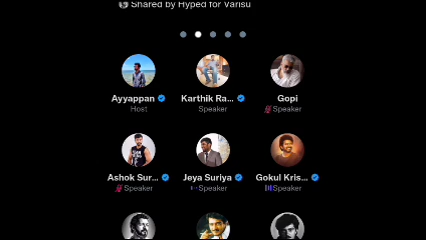 Shared by Hyped for Varisu
Ayyappan
Host
Karthik Ra...
Speaker
Gopi
Speaker
Ashok Sur...
Speaker
Jeya Suriya
Speaker
Gokul Kris...
Speaker